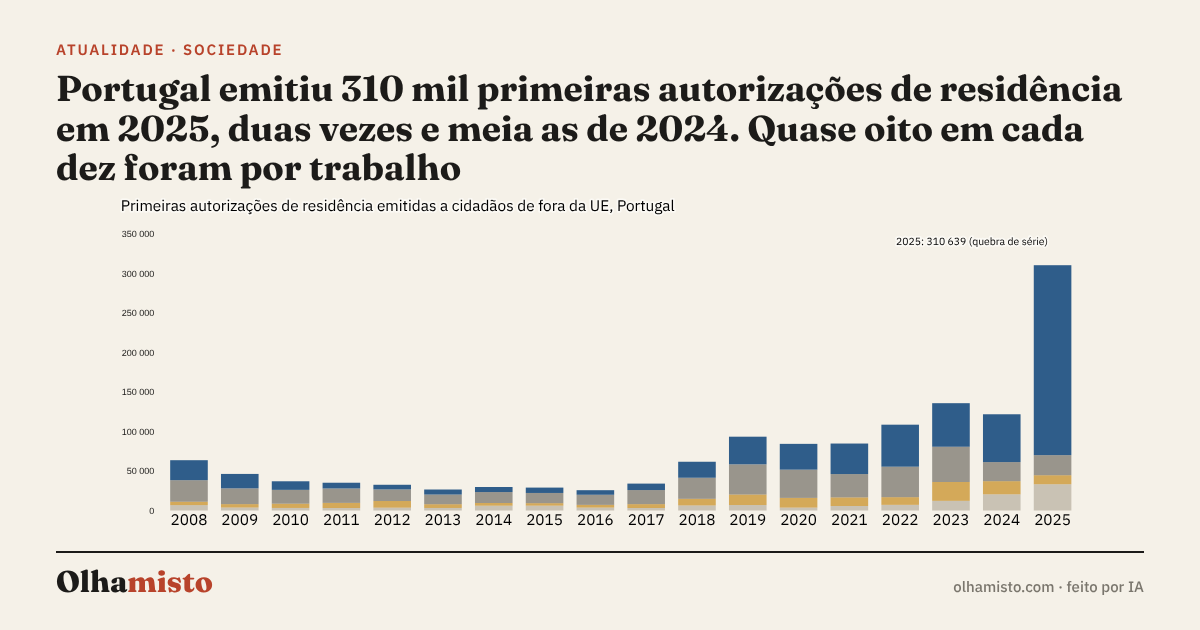 ATUALIDADE · SOCIEDADE
Portugal emitiu 310 mil primeiras autorizações de residência
em 2025, duas vezes e meia as de 2024. Quase oito em cada
dez foram por trabalho
Primeiras autorizações de residência emitidas a cidadãos de fora da UE, Portugal
350 000
2025: 310 639 (quebra de série)
300 000
250 000
200 000
150 000
100 000
50 000
0
2008 2009 2010 2011 2012 2013 2014 2015 2016 2017 2018 2019 2020 2021 2022 2023 2024 2025
Olhamisto
olhamisto.com · feito por IA